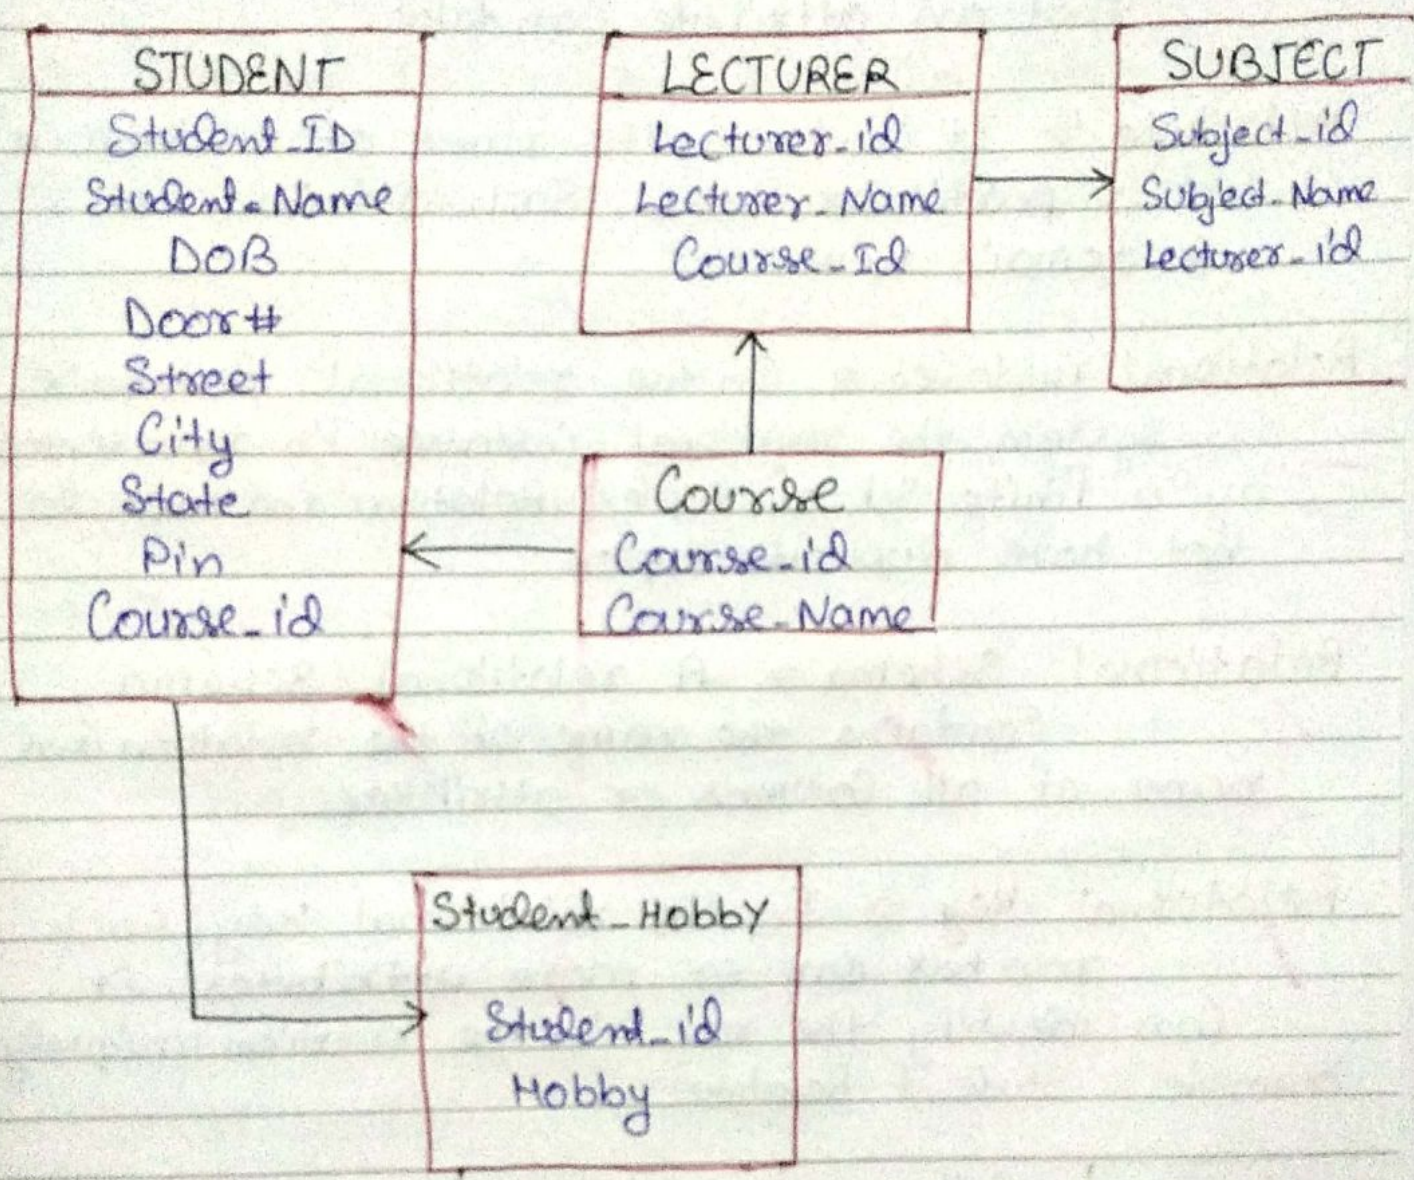 STUDENT
Student_ID
Student_Name
DOB
Door#
Street
City
State
Pin
Course_id
LECTURER
Lecturer_id
Lecturer_Name
Course_Id
SUBJECT
Subject_id
Subject_Name
Lecturer_id
Course
Course_id
Course_Name
Student_Hobby
Student_id
Hobby